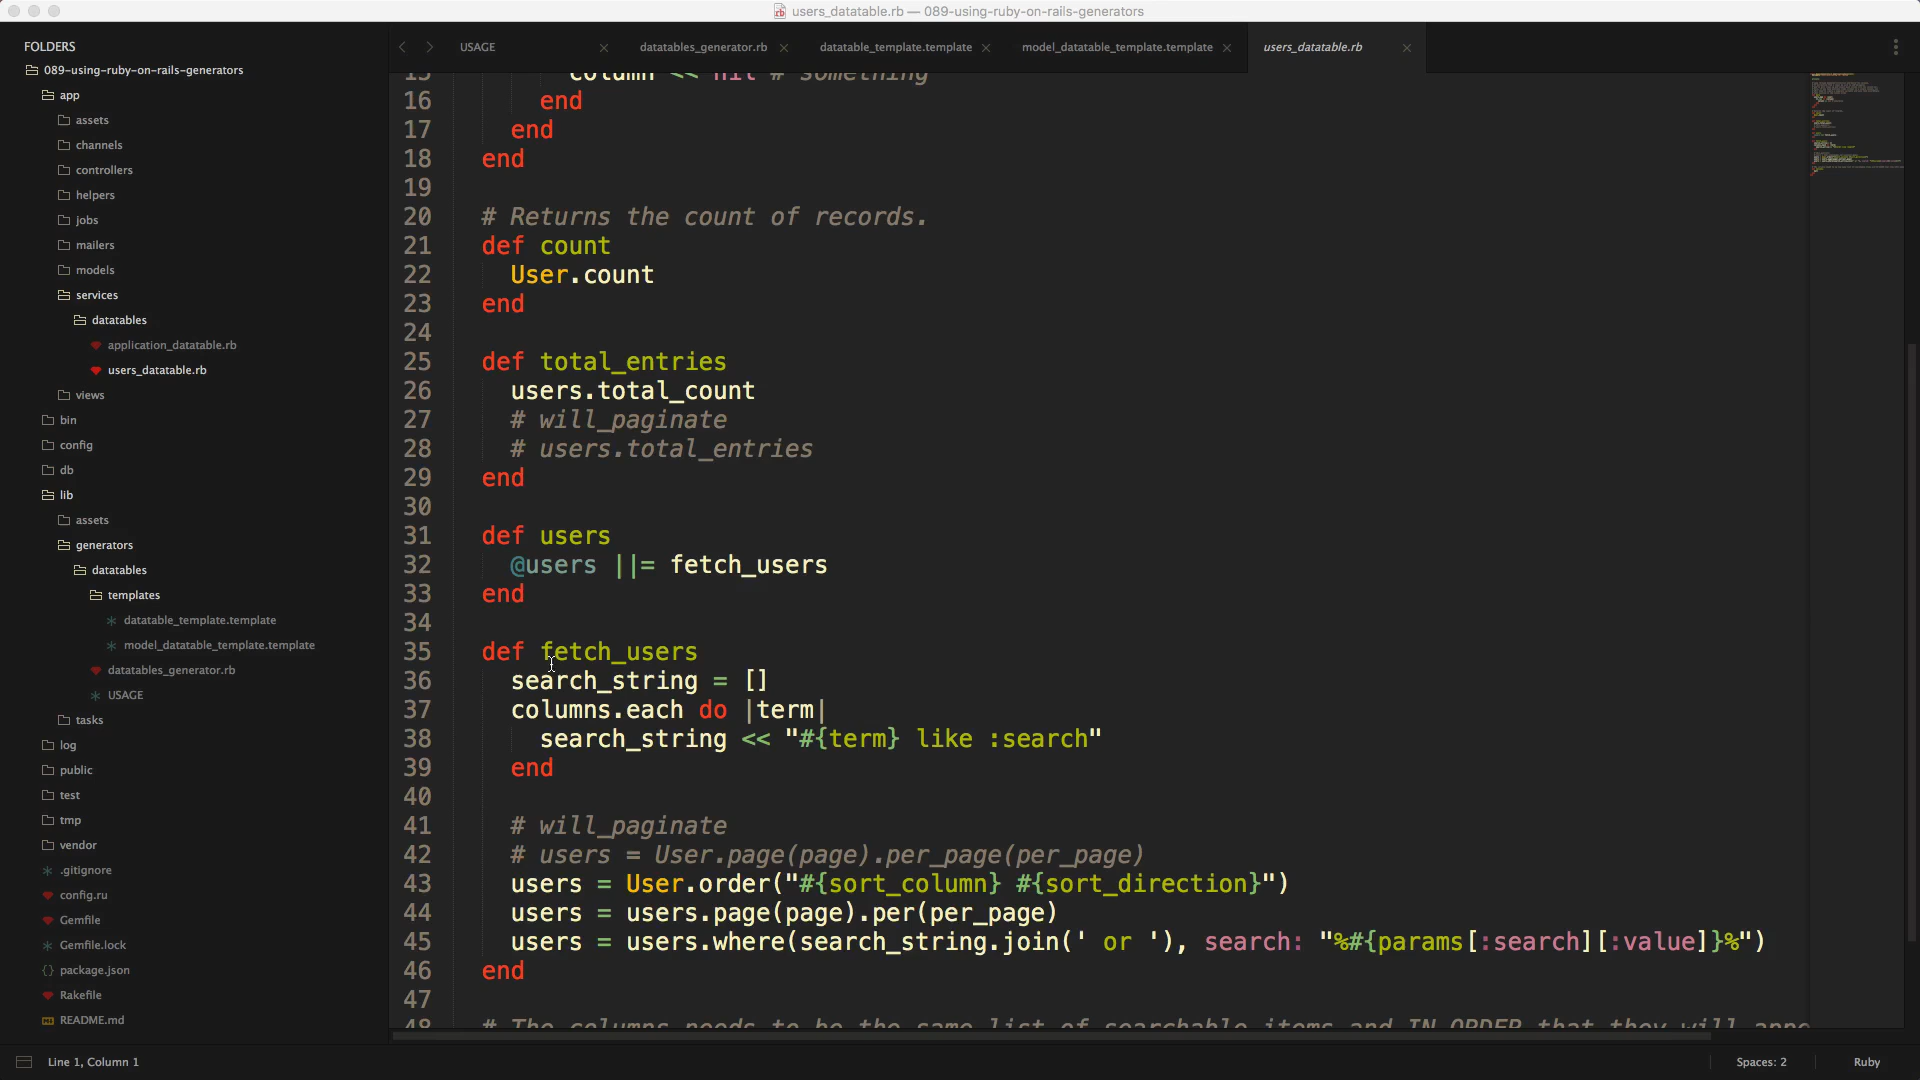 users_datatable.rb — 089-using-ruby-on-rails-generators
FOLDERS
089-using-ruby-on-rails-generators
app
assets
channels
controllers
helpers
jobs
mailers
models
services
datatables
application_datatable.rb
users_datatable.rb
views
bin
config
db
lib
assets
generators
datatables
templates
datatable_template.template
model_datatable_template.template
datatables_generator.rb
USAGE
tasks
log
public
test
tmp
vendor
.gitignore
config.ru
Gemfile
Gemfile.lock
package.json
Rakefile
README.md
USAGE datatables_generator.rb datatable_template.template model_datatable_template.template users_datatable.rb
15 column << nil # something
16 end
17 end
18 end
19
20 # Returns the count of records.
21 def count
22 User.count
23 end
24
25 def total_entries
26 users.total_count
27 # will_paginate
28 # users.total_entries
29 end
30
31 def users
32 @users ||= fetch_users
33 end
34
35 def fetch_users
36 search_string = []
37 columns.each do |term|
38 search_string << "#{term} like :search"
39 end
40
41 # will_paginate
42 # users = User.page(page).per_page(per_page)
43 users = User.order("#{sort_column} #{sort_direction}")
44 users = users.page(page).per(per_page)
45 users = users.where(search_string.join(' or '), search: "%#{params[:search][:value]}%")
46 end
47
48 # The columns needs to be the same list of searchable items and IN ORDER that they will appe
Line 1, Column 1
Spaces: 2
Ruby